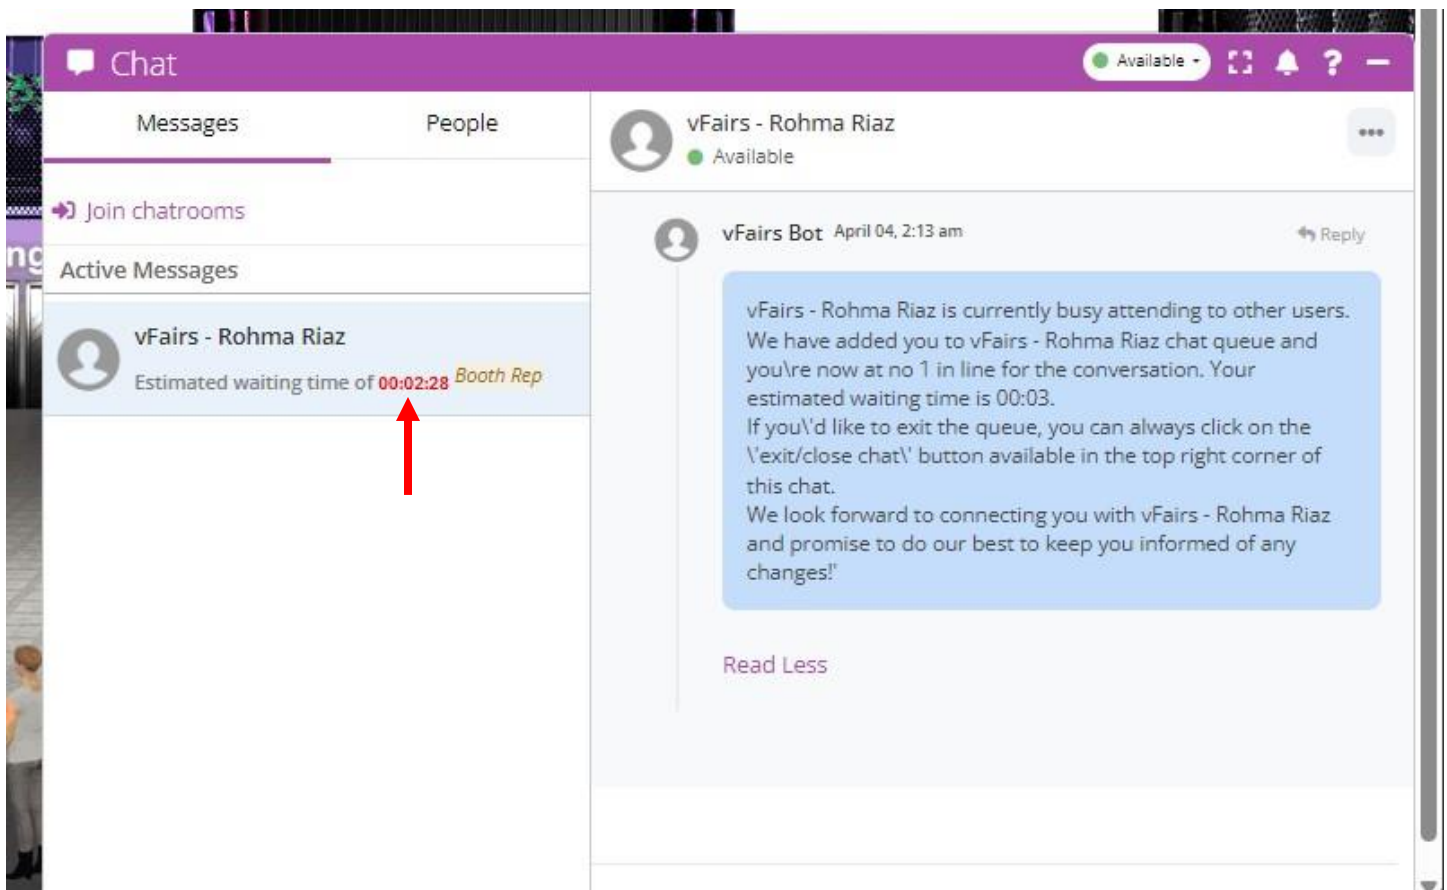 Chat
Available
?
Messages
People
Join chatrooms
Active Messages
vFairs - Rohma Riaz
Estimated waiting time of 00:02:28 Booth Rep
vFairs - Rohma Riaz
Available
vFairs Bot April 04, 2:13 am
Reply
vFairs - Rohma Riaz is currently busy attending to other users.
We have added you to vFairs - Rohma Riaz chat queue and
you\re now at no 1 in line for the conversation. Your
estimated waiting time is 00:03.
If you\'d like to exit the queue, you can always click on the
\'exit/close chat\' button available in the top right corner of
this chat.
We look forward to connecting you with vFairs - Rohma Riaz
and promise to do our best to keep you informed of any
changes!'
Read Less